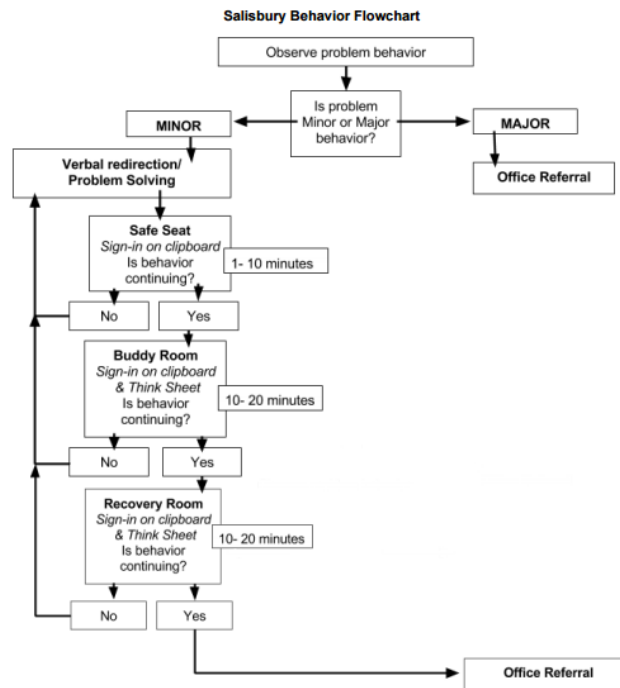 Salisbury Behavior Flowchart
Observe problem behavior
Is problem
Minor or Major
behavior?
MINOR
MAJOR
Verbal redirection/
Problem Solving
Office Referral
Safe Seat
Sign-in on clipboard
Is behavior
continuing?
1- 10 minutes
No
Yes
Buddy Room
Sign-in on clipboard
& Think Sheet
Is behavior
continuing?
10- 20 minutes
No
Yes
Recovery Room
Sign-in on clipboard
& Think Sheet
Is behavior
continuing?
10- 20 minutes
No
Yes
Office Referral